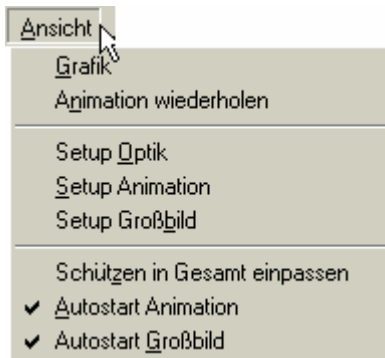 Ansicht
Grafik
Animation wiederholen
Setup Optik
Setup Animation
Setup Großbild
Schützen in Gesamt einpassen
Autostart Animation
Autostart Großbild